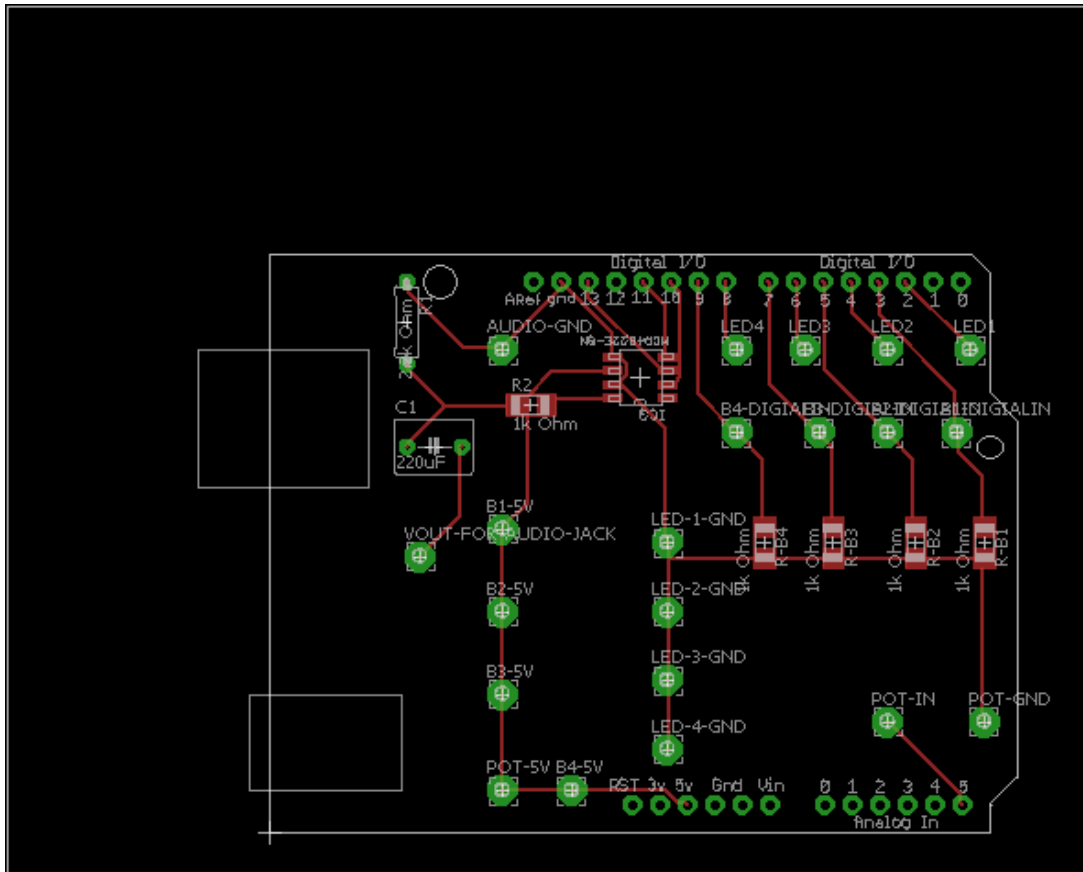 Digital I/O Digital I/O
ARef gnd 13 12 11 10 9 8 7 6 5 4 3 2 1 0
R1
AUDIO-GND LED4 LED3 LED2 LED1
R2
1k Ohm
C1
220uF
B4-DIGIALIN
IC1
B1-5V
VOUT-FOR-AUDIO-JACK
LED-1-GND
1k Ohm R-B4
1k Ohm R-B3
1k Ohm R-B2
1k Ohm R-B1
B2-5V LED-2-GND
B3-5V LED-3-GND
POT-IN POT-GND
LED-4-GND
POT-5V B4-5V
RST 3v 5v Gnd Vin 0 1 2 3 4 5
Analog In